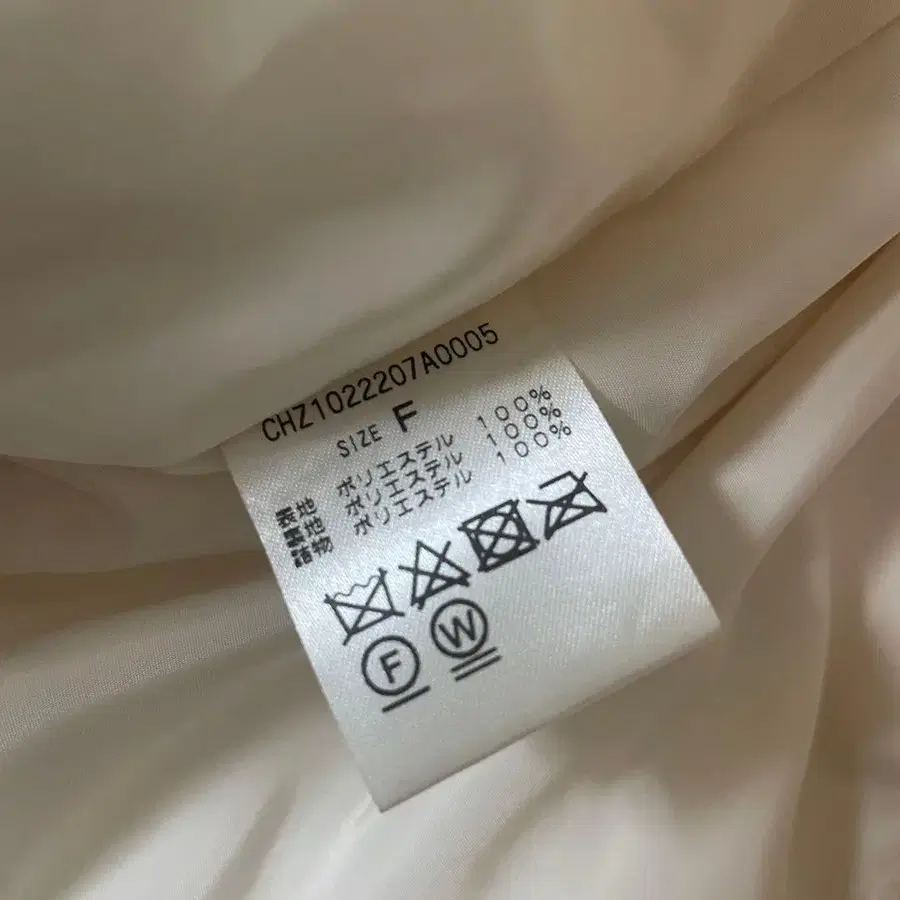 CHZ1022207A0005
SIZE F
表地 ポリエステル 100%
裏地 ポリエステル 100%
詰物 ポリエステル 100%
F W